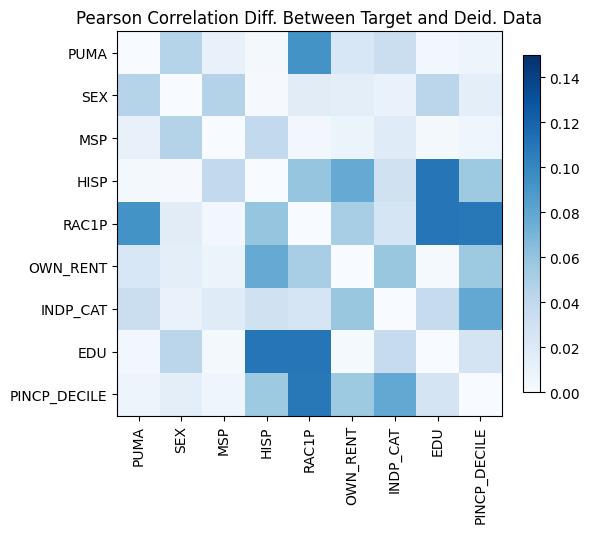 Pearson Correlation Diff. Between Target and Deid. Data
PUMA
SEX
MSP
HISP
RAC1P
OWN_RENT
INDP_CAT
EDU
PINCP_DECILE
PUMA
SEX
MSP
HISP
RAC1P
OWN_RENT
INDP_CAT
EDU
PINCP_DECILE
0.14
0.12
0.10
0.08
0.06
0.04
0.02
0.00